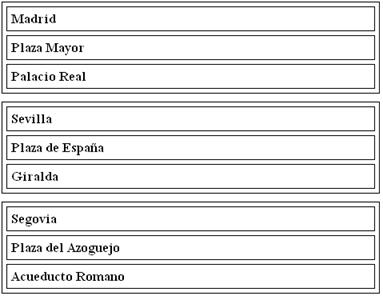 Madrid
Plaza Mayor
Palacio Real
Sevilla
Plaza de España
Giralda
Segovia
Plaza del Azoguejo
Acueducto Romano